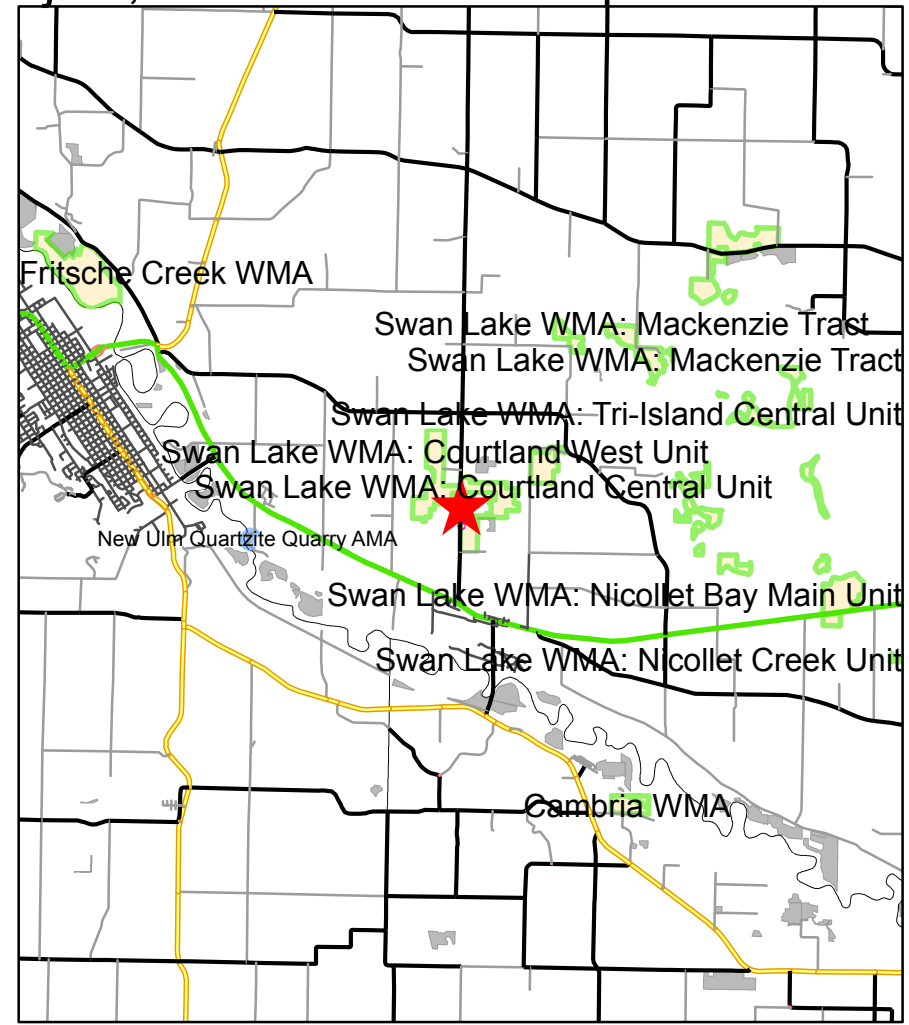 Fritsche Creek WMA
Swan Lake WMA: Mackenzie Tract
Swan Lake WMA: Mackenzie Tract
Swan Lake WMA: Tri-Island Central Unit
Swan Lake WMA: Courtland West Unit
Swan Lake WMA: Courtland Central Unit
New Ulm Quartzite Quarry AMA
Swan Lake WMA: Nicollet Bay Main Unit
Swan Lake WMA: Nicollet Creek Unit
Cambria WMA